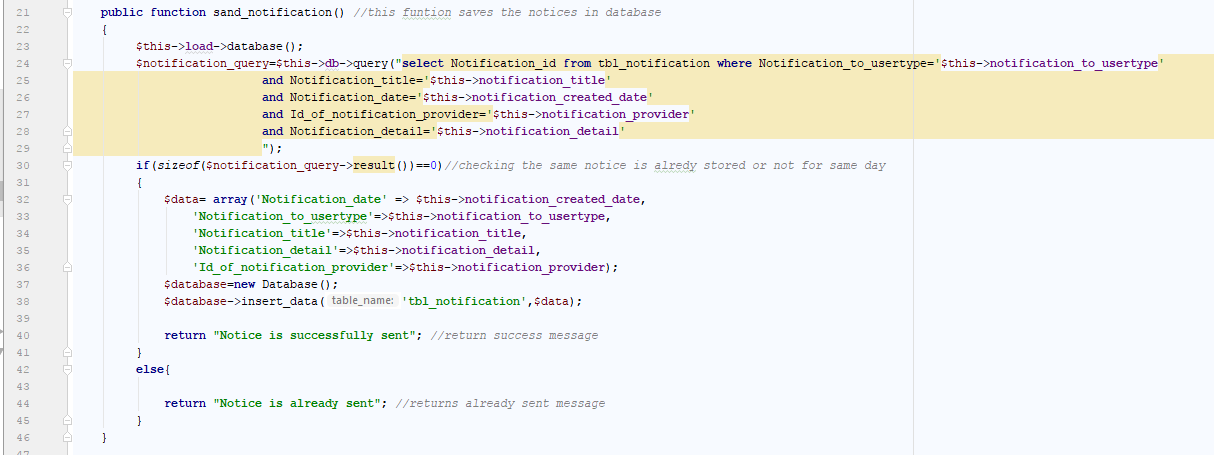 21 public function sand_notification() //this funtion saves the notices in database
22 {
23 $this->load->database();
24 $notification_query=$this->db->query("select Notification_id from tbl_notification where Notification_to_usertype='$this->notification_to_usertype'
25 and Notification_title='$this->notification_title'
26 and Notification_date='$this->notification_created_date'
27 and Id_of_notification_provider='$this->notification_provider'
28 and Notification_detail='$this->notification_detail'
29 ");
30 if(sizeof($notification_query->result())==0)//checking the same notice is alredy stored or not for same day
31 {
32 $data= array('Notification_date' => $this->notification_created_date,
33 'Notification_to_usertype'=>$this->notification_to_usertype,
34 'Notification_title'=>$this->notification_title,
35 'Notification_detail'=>$this->notification_detail,
36 'Id_of_notification_provider'=>$this->notification_provider);
37 $database=new Database();
38 $database->insert_data( table_name: 'tbl_notification',$data);
39
40 return "Notice is successfully sent"; //return success message
41 }
42 else{
43
44 return "Notice is already sent"; //returns already sent message
45 }
46 }